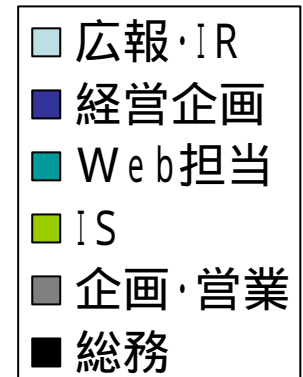 広報・IR
経営企画
Web担当
IS
企画・営業
総務